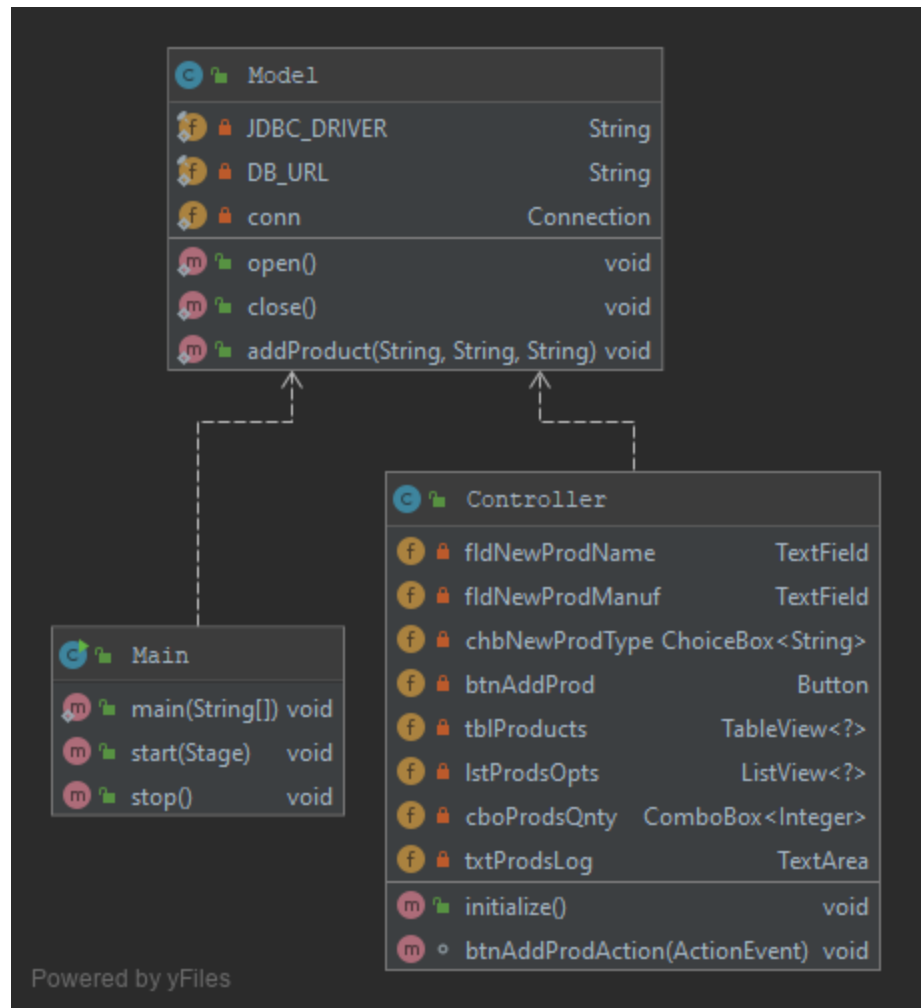 Model
JDBC_DRIVER String
DB_URL String
conn Connection
open() void
close() void
addProduct(String, String, String) void
Controller
fldNewProdName TextField
fldNewProdManuf TextField
chbNewProdType ChoiceBox<String>
btnAddProd Button
tblProducts TableView<?>
lstProdsOpts ListView<?>
cboProdsQnty ComboBox<Integer>
txtProdsLog TextArea
initialize() void
btnAddProdAction(ActionEvent) void
Main
main(String[]) void
start(Stage) void
stop() void
Powered by yFiles